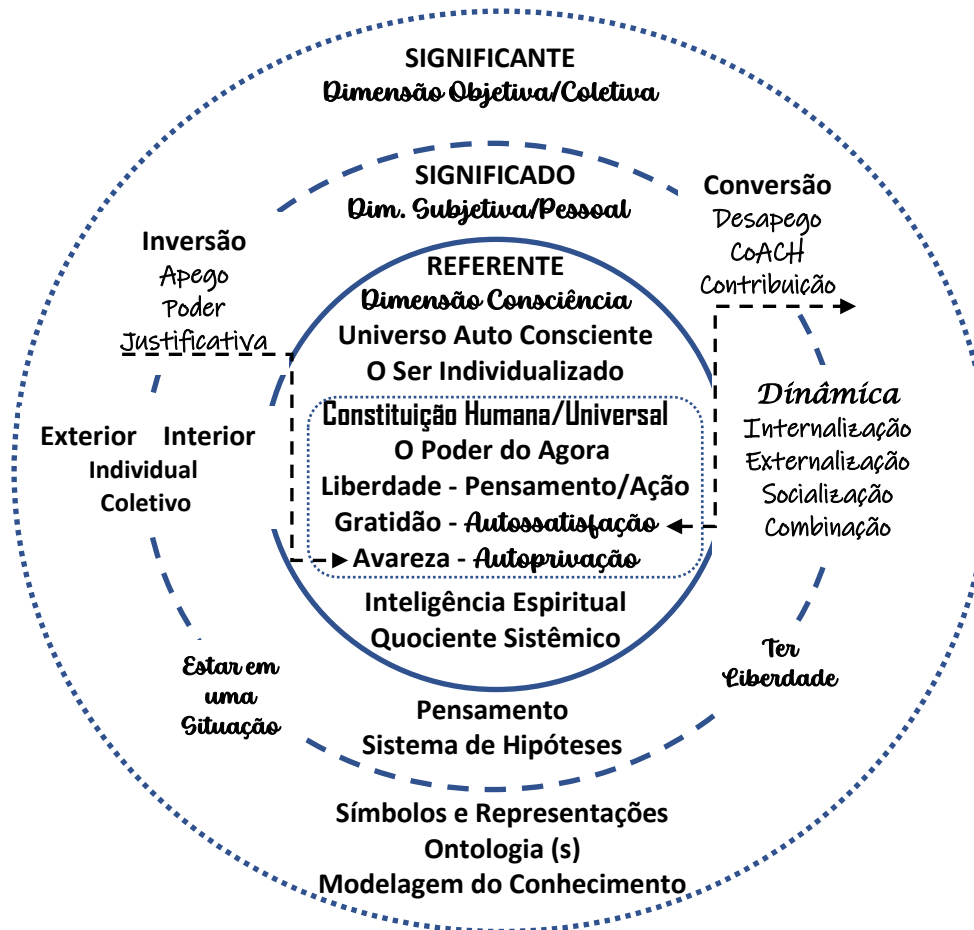 SIGNIFICANTE
Dimensão Objetiva/Coletiva
SIGNIFICADO
Dim. Subjetiva/Pessoal
Conversão
Desapego
CoACH
Contribuição
Inversão
Apego
Poder
Justificativa
REFERENTE
Dimensão Consciência
Universo Auto Consciente
O Ser Individualizado
Constituição Humana/Universal
O Poder do Agora
Liberdade - Pensamento/Ação
Gratidão - Autossatisfação
Avareza - Autoprivação
Inteligência Espiritual
Quociente Sistêmico
Exterior Interior
Individual
Coletivo
Dinâmica
Internalização
Externalização
Socialização
Combinação
Estar em
uma
Situação
Ter
Liberdade
Pensamento
Sistema de Hipóteses
Símbolos e Representações
Ontologia (s)
Modelagem do Conhecimento